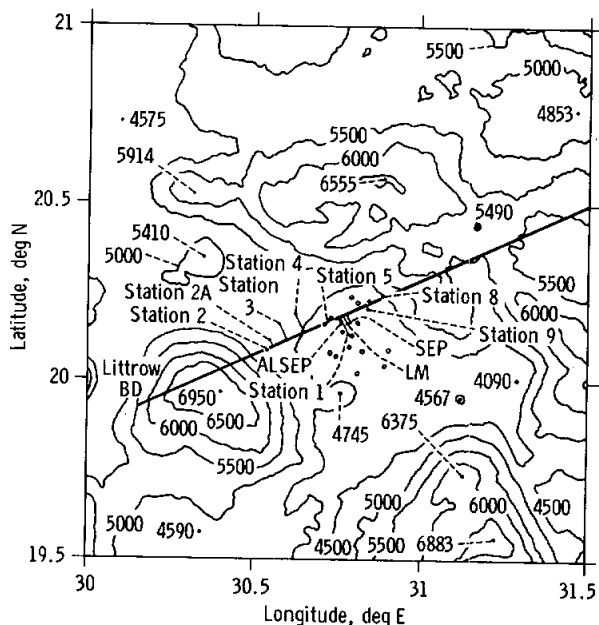 21
5500
5000
4575
4853
5500
5914
6000
6555
20.5
5490
5410
5000
Station 4
Station 5
Station 8
5500
Station 2A
Station 3
Station 2
Station 9
Littrow BD
ALSEP
SEP
Station 1
LM
20
4090
6950
4567
6500
6375
6000
4745
5500
5000
6000
4500
5000
4590
4500
5500
6883
19.5
30
30.5
31
31.5
Longitude, deg E
Latitude, deg N